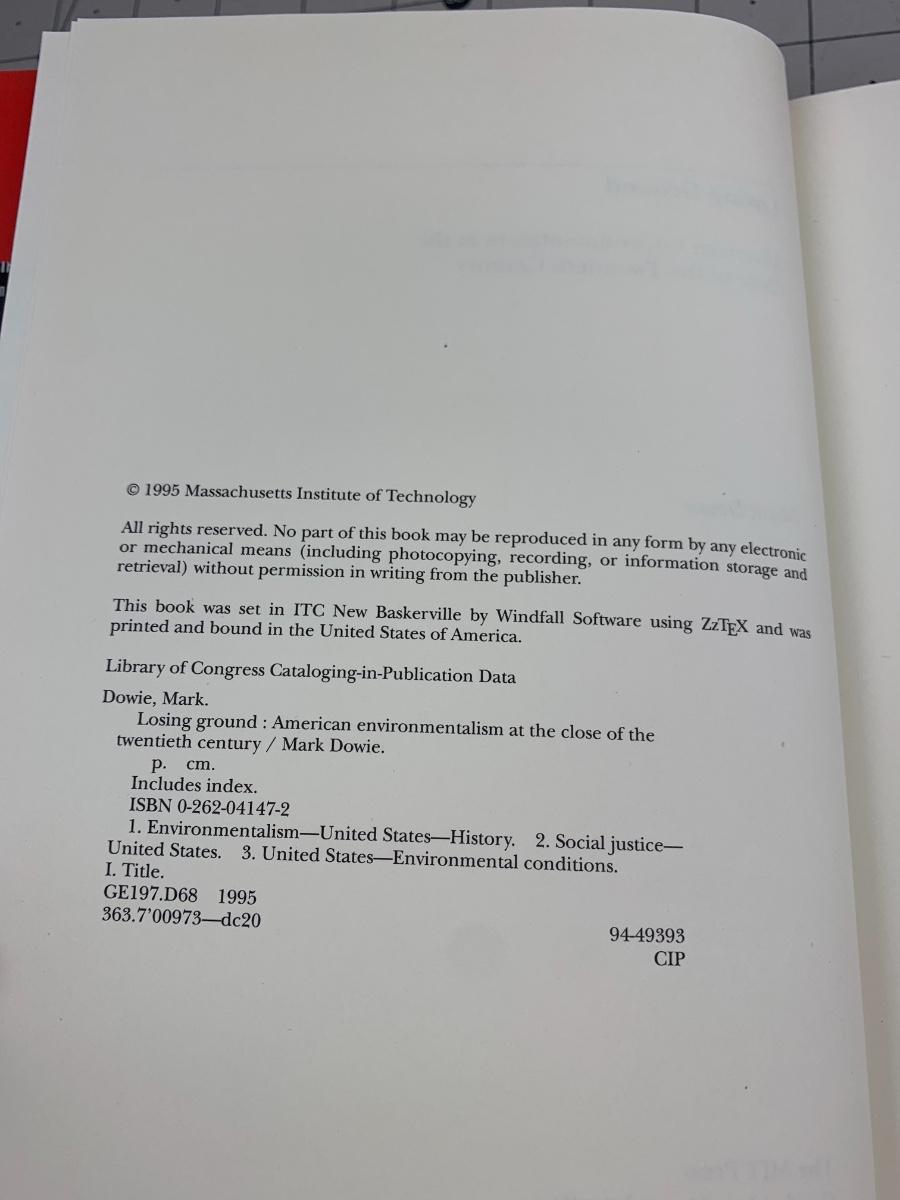 © 1995 Massachusetts Institute of Technology
All rights reserved. No part of this book may be reproduced in any form by any electronic
or mechanical means (including photocopying, recording, or information storage and
retrieval) without permission in writing from the publisher.
This book was set in ITC New Baskerville by Windfall Software using ZzTEX and was
printed and bound in the United States of America.
Library of Congress Cataloging-in-Publication Data
Dowie, Mark.
Losing ground : American environmentalism at the close of the
twentieth century / Mark Dowie.
p. cm.
Includes index.
ISBN 0-262-04147-2
1. Environmentalism—United States—History. 2. Social justice—
United States. 3. United States—Environmental conditions.
I. Title.
GE197.D68 1995
363.7'00973—dc20
94-49393
CIP